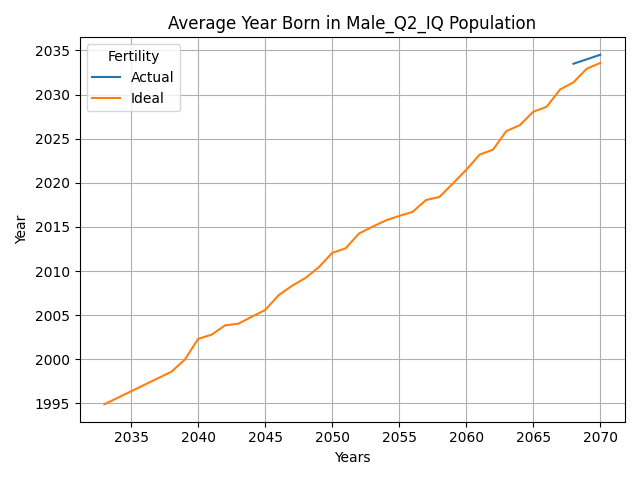 Average Year Born in Male_Q2_IQ Population
Fertility
Actual
Ideal
2035
2030
2025
2020
2015
2010
2005
2000
1995
Year
2035 2040 2045 2050 2055 2060 2065 2070
Years